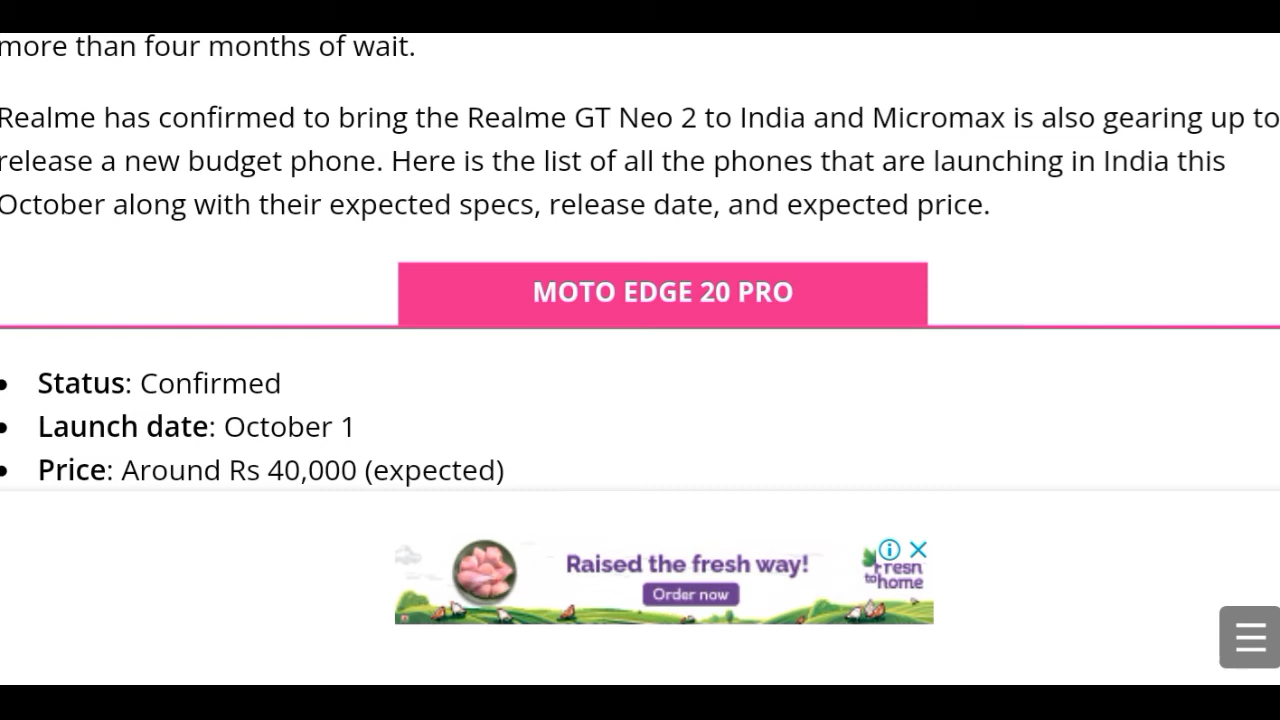 more than four months of wait.
Realme has confirmed to bring the Realme GT Neo 2 to India and Micromax is also gearing up to
release a new budget phone. Here is the list of all the phones that are launching in India this
October along with their expected specs, release date, and expected price.
MOTO EDGE 20 PRO
Status: Confirmed
Launch date: October 1
Price: Around Rs 40,000 (expected)
Raised the fresh way!
Order now
fresh
to home